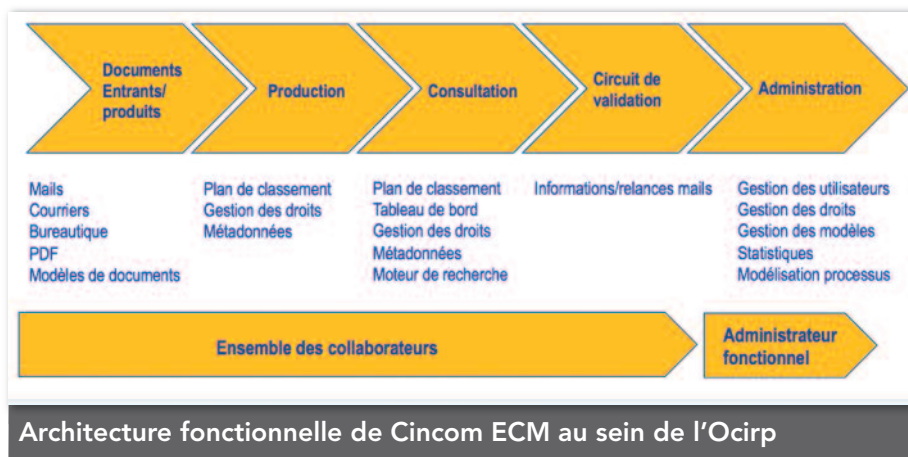 Documents
Entrants/
produits
Production
Consultation
Circuit de
validation
Administration
Mails
Courriers
Bureautique
PDF
Modèles de documents
Plan de classement
Gestion des droits
Métadonnées
Plan de classement
Tableau de bord
Gestion des droits
Métadonnées
Moteur de recherche
Informations/relances mails
Gestion des utilisateurs
Gestion des droits
Gestion des modèles
Statistiques
Modélisation processus
Ensemble des collaborateurs
Administrateur
fonctionnel
Architecture fonctionnelle de Cincom ECM au sein de l'Ocirp